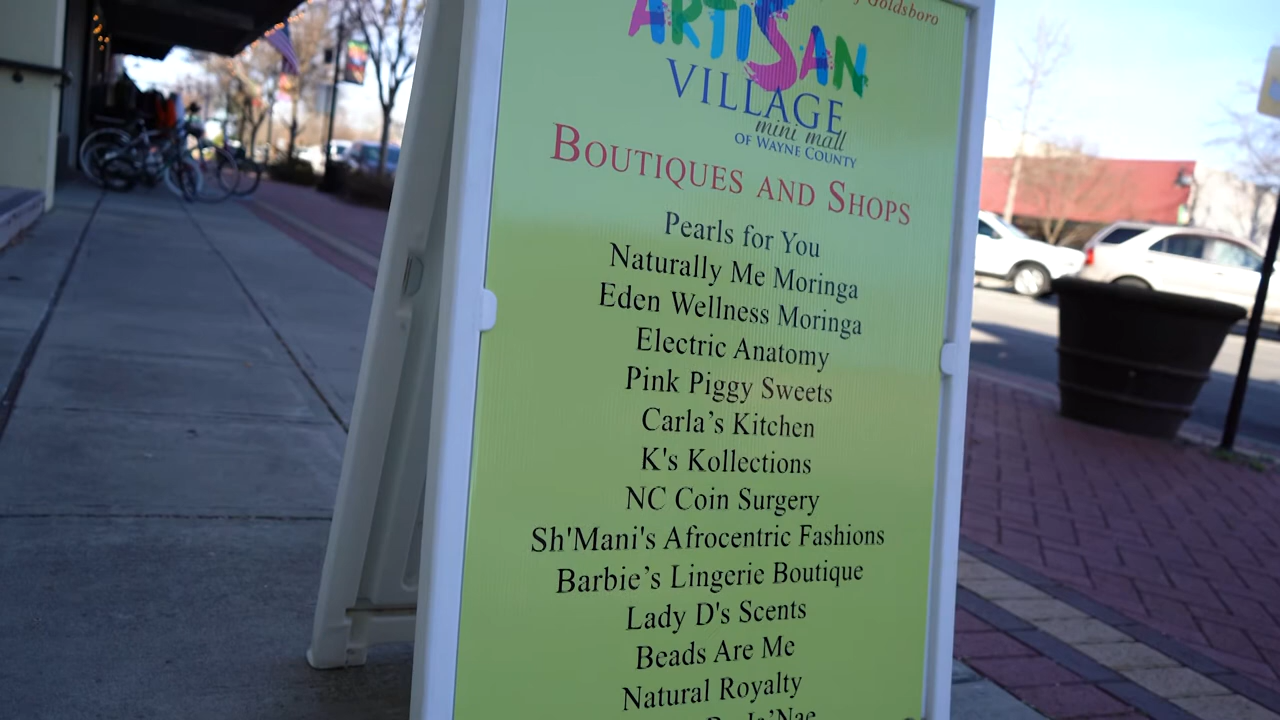 Goldsboro
ARTISAN
VILLAGE
mini mall
OF WAYNE COUNTY
BOUTIQUES AND SHOPS
Pearls for You
Naturally Me Moringa
Eden Wellness Moringa
Electric Anatomy
Pink Piggy Sweets
Carla's Kitchen
K's Kollections
NC Coin Surgery
Sh'Mani's Afrocentric Fashions
Barbie's Lingerie Boutique
Lady D's Scents
Beads Are Me
Natural Royalty